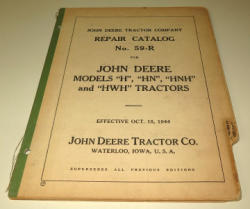 JOHN DEERE TRACTOR COMPANY
REPAIR CATALOG
No. 59-R
FOR
JOHN DEERE
MODELS "H", "HN", "HNH"
and "HWH" TRACTORS
EFFECTIVE OCT. 15, 1944
JOHN DEERE TRACTOR CO.
WATERLOO, IOWA, U. S. A.
SUPERSEDES ALL PREVIOUS EDITIONS